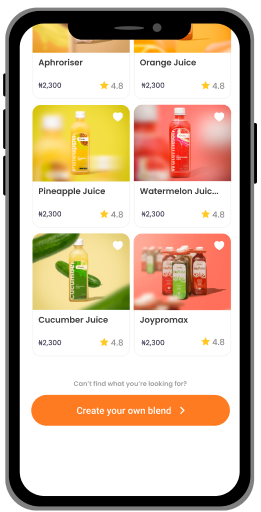 Aphroriser
Orange Juice
₦2,300
4.8
₦2,300
4.8
Pineapple Juice
Watermelon Juic...
₦2,300
4.8
₦2,300
4.8
CUCUMBER
Cucumber Juice
Joypromax
₦2,300
4.8
₦2,300
4.8
Can't find what you're looking for?
Create your own blend